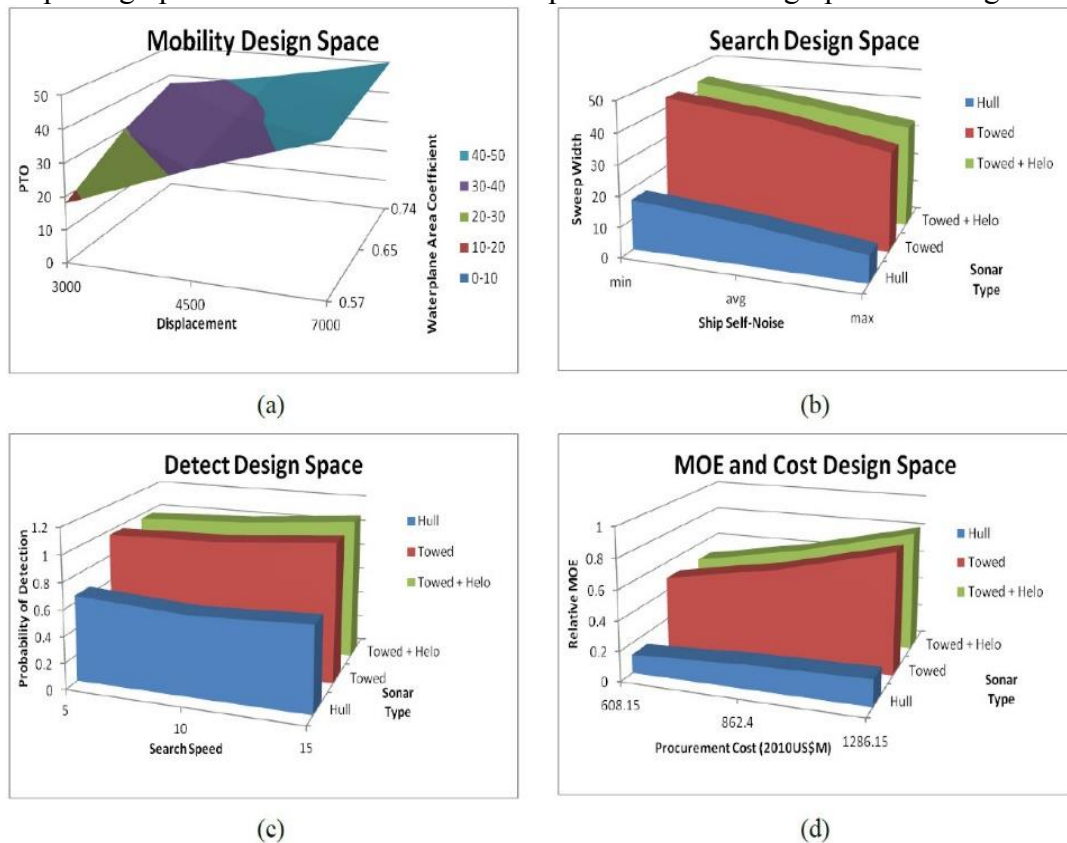 Mobility Design Space
50
40
30
20
10
0
PTO
3000
4500
7000
Displacement
0.57
0.65
0.74
Waterplane Area Coefficient
40-50
30-40
20-30
10-20
0-10
(a)
Search Design Space
50
40
30
20
10
0
Sweep Width
min
avg
max
Ship Self-Noise
Hull
Towed
Towed + Helo
Towed + Helo
Towed
Hull
Sonar
Type
(b)
Detect Design Space
1.2
1
0.8
0.6
0.4
0.2
0
Probability of Detection
5
10
15
Search Speed
Hull
Towed
Towed + Helo
Towed + Helo
Towed
Hull
Sonar
Type
(c)
MOE and Cost Design Space
1
0.8
0.6
0.4
0.2
0
Relative MOE
608.15
862.4
1286.15
Procurement Cost (2010US$M)
Hull
Towed
Towed + Helo
Towed + Helo
Towed
Hull
Sonar
Type
(d)